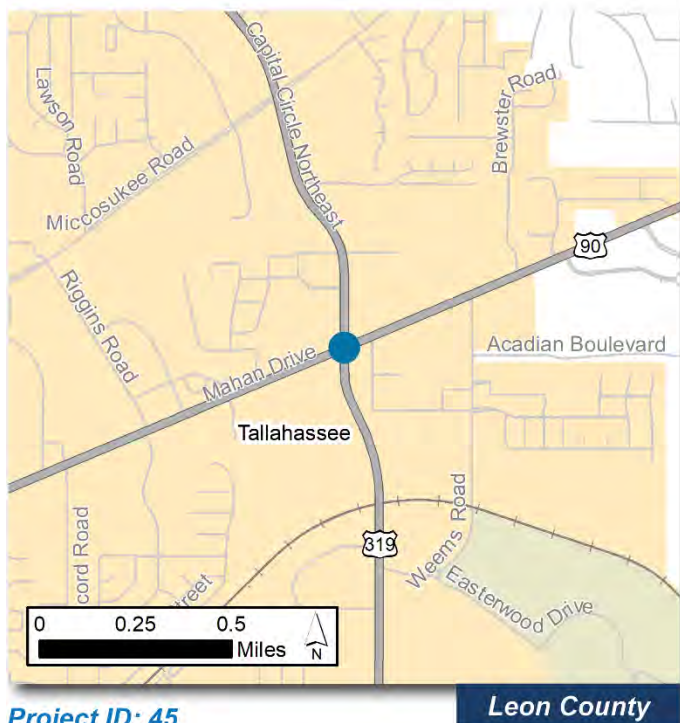 Capital Circle Northeast
Lawson Road
Brewster Road
Miccosukee Road
90
Riggins Road
Acadian Boulevard
Mahan Drive
Tallahassee
319
Weems Road
cord Road
street
Easterwood Drive
0 0.25 0.5
Miles
N
Project ID: 45
Leon County